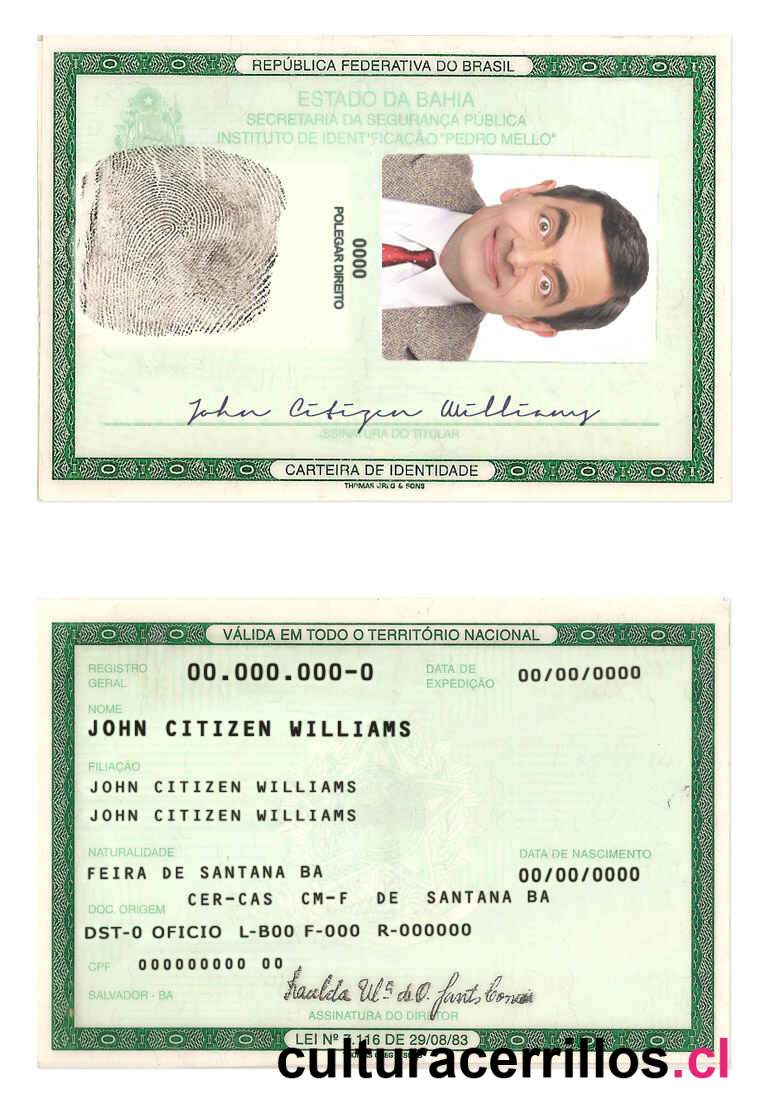 REPÚBLICA FEDERATIVA DO BRASIL
ESTADO DA BAHIA
SECRETARIA DA SEGURANÇA PÚBLICA
INSTITUTO DE IDENTIFICAÇÃO "PEDRO MELLO"
0000
POLEGAR DIREITO
John Citizen Williams
ASSINATURA DO TITULAR
CARTEIRA DE IDENTIDADE
THOMAS GREG & SONS
VÁLIDA EM TODO O TERRITÓRIO NACIONAL
REGISTRO GERAL 00.000.000-0 DATA DE EXPEDIÇÃO 00/00/0000
NOME
JOHN CITIZEN WILLIAMS
FILIAÇÃO
JOHN CITIZEN WILLIAMS
JOHN CITIZEN WILLIAMS
NATURALIDADE DATA DE NASCIMENTO
FEIRA DE SANTANA BA 00/00/0000
DOC. ORIGEM CER-CAS CM-F DE SANTANA BA
DST-0 OFICIO L-B00 F-000 R-000000
CPF 000000000 00
SALVADOR - BA
ASSINATURA DO DIRETOR
LEI Nº 7.116 DE 29/08/83
culturacerrillos.cl